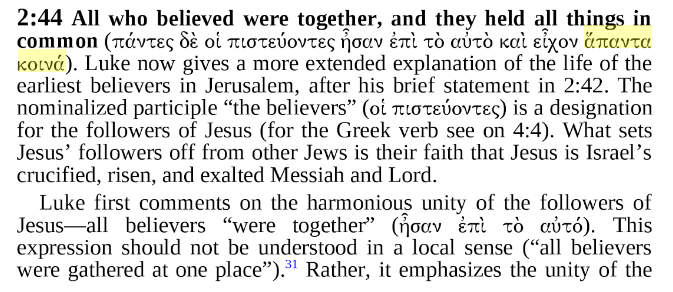 2:44 All who believed were together, and they held all things in
common (πάντες δὲ οἱ πιστεύοντες ἦσαν ἐπὶ τὸ αὐτὸ καὶ εἶχον ἅπαντα
κοινά). Luke now gives a more extended explanation of the life of the
earliest believers in Jerusalem, after his brief statement in 2:42. The
nominalized participle “the believers” (οἱ πιστεύοντες) is a designation
for the followers of Jesus (for the Greek verb see on 4:4). What sets
Jesus’ followers off from other Jews is their faith that Jesus is Israel’s
crucified, risen, and exalted Messiah and Lord.
Luke first comments on the harmonious unity of the followers of
Jesus—all believers “were together” (ἦσαν ἐπὶ τὸ αὐτό). This
expression should not be understood in a local sense (“all believers
were gathered at one place”).31 Rather, it emphasizes the unity of the